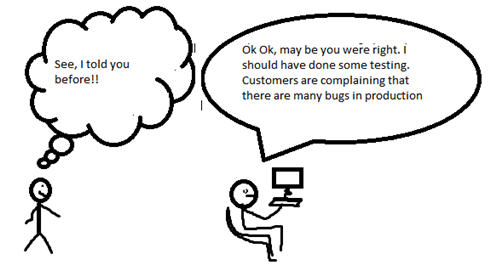 See, I told you
before!!
Ok Ok, may be you were right. I
should have done some testing.
Customers are complaining that
there are many bugs in production